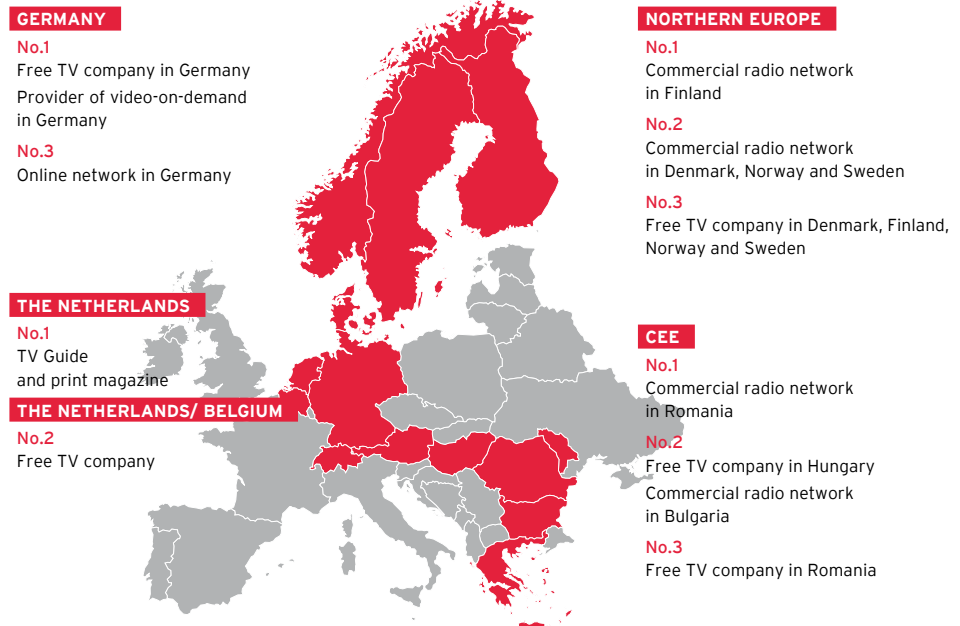 GERMANY
No.1
Free TV company in Germany
Provider of video-on-demand
in Germany
No.3
Online network in Germany
THE NETHERLANDS
No.1
TV Guide
and print magazine
THE NETHERLANDS/ BELGIUM
No.2
Free TV company
NORTHERN EUROPE
No.1
Commercial radio network
in Finland
No.2
Commercial radio network
in Denmark, Norway and Sweden
No.3
Free TV company in Denmark, Finland,
Norway and Sweden
CEE
No.1
Commercial radio network
in Romania
No.2
Free TV company in Hungary
Commercial radio network
in Bulgaria
No.3
Free TV company in Romania